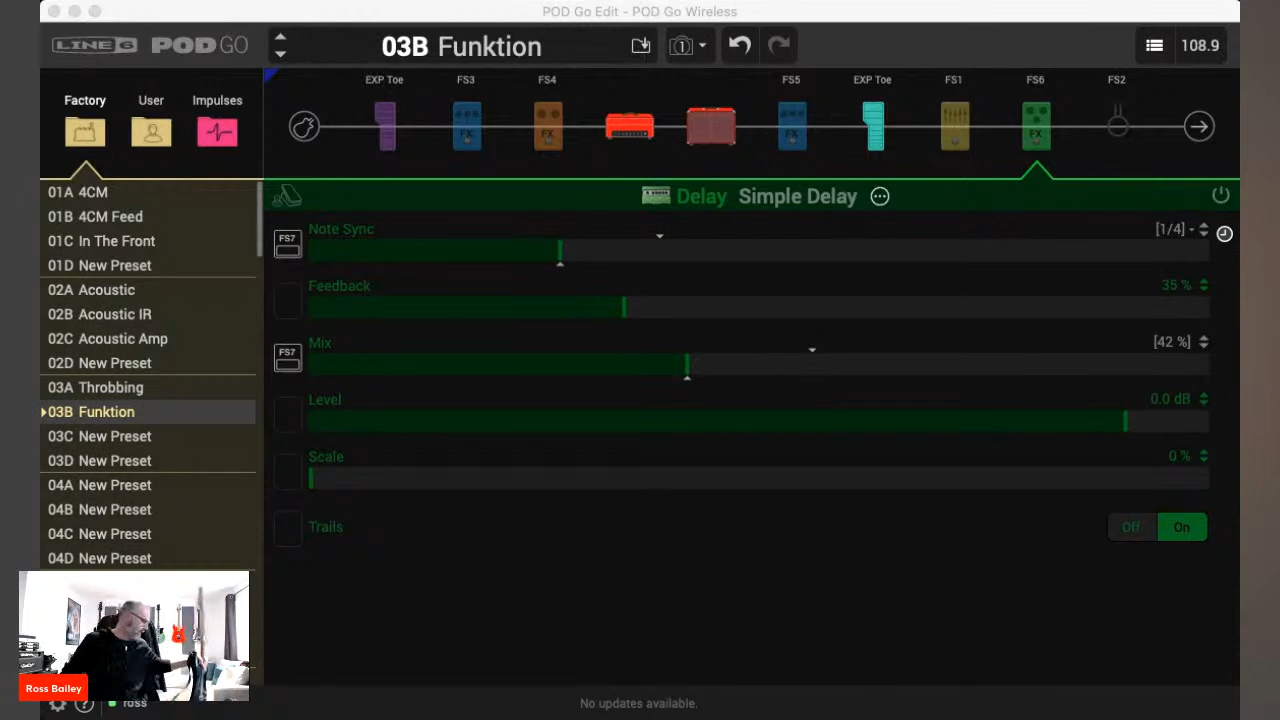 POD Go Edit - POD Go Wireless
LINE 6 POD GO
03B Funktion
1
108.9
Factory User Impulses
EXP Toe FS3 FS4 FS5 EXP Toe FS1 FS6 FS2
FX FX FX FX
01A 4CM
01B 4CM Feed
01C In The Front
01D New Preset
02A Acoustic
02B Acoustic IR
02C Acoustic Amp
02D New Preset
03A Throbbing
03B Funktion
03C New Preset
03D New Preset
04A New Preset
04B New Preset
04C New Preset
04D New Preset
Delay Simple Delay
FS7 Note Sync [1/4]
Feedback 35 %
FS7 Mix [42 %]
Level 0.0 dB
Scale 0 %
Trails Off On
Ross Bailey
? ross
No updates available.